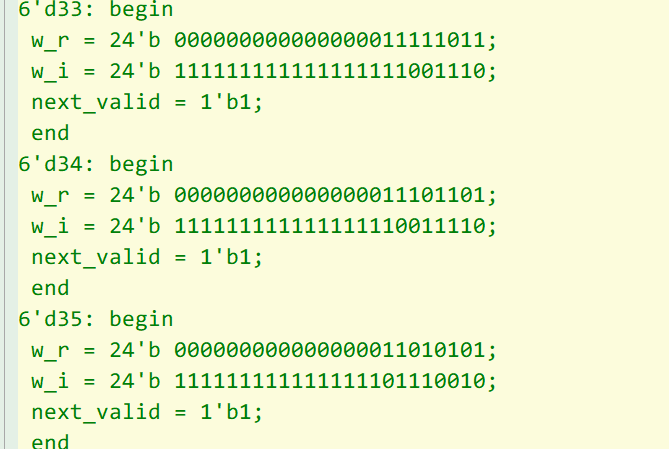 6'd33: begin
w_r = 24'b 000000000000000011111011;
w_i = 24'b 111111111111111111001110;
next_valid = 1'b1;
end
6'd34: begin
w_r = 24'b 000000000000000011101101;
w_i = 24'b 111111111111111110011110;
next_valid = 1'b1;
end
6'd35: begin
w_r = 24'b 000000000000000011010101;
w_i = 24'b 111111111111111101110010;
next_valid = 1'b1;
end